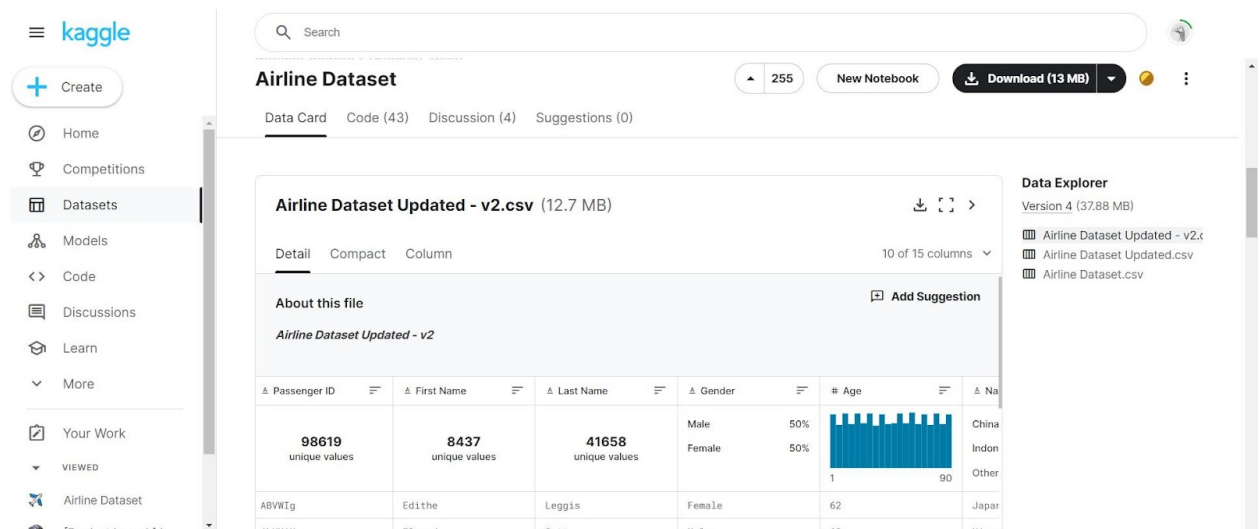 kaggle
Search
Create
Home
Competitions
Datasets
Models
Code
Discussions
Learn
More
Your Work
VIEWED
Airline Dataset
Airline Dataset
255
New Notebook
Download (13 MB)
Data Card Code (43) Discussion (4) Suggestions (0)
Airline Dataset Updated - v2.csv (12.7 MB)
Detail Compact Column
10 of 15 columns
About this file
Add Suggestion
Airline Dataset Updated - v2
Passenger ID First Name Last Name Gender # Age Na
98619 8437 41658
unique values unique values unique values
Male 50%
Female 50%
1 90
China
Indon
Other
ABVWIg Edithe Leggis Female 62 Japar
Data Explorer
Version 4 (37.88 MB)
Airline Dataset Updated - v2.c
Airline Dataset Updated.csv
Airline Dataset.csv